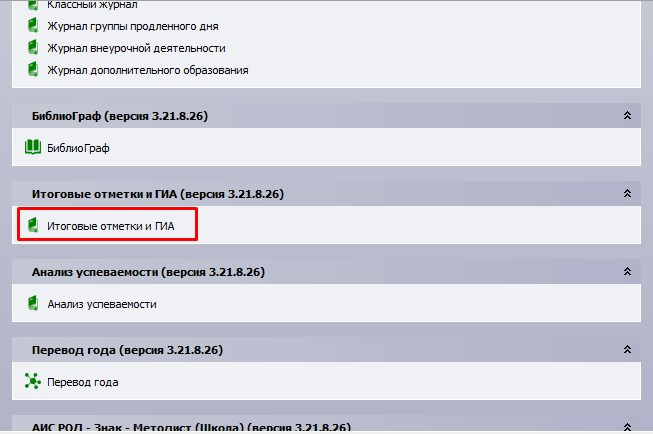 Классный журнал
Журнал группы продленного дня
Журнал внеурочной деятельности
Журнал дополнительного образования
БиблиоГраф (версия 3.21.8.26)
БиблиоГраф
Итоговые отметки и ГИА (версия 3.21.8.26)
Итоговые отметки и ГИА
Анализ успеваемости (версия 3.21.8.26)
Анализ успеваемости
Перевод года (версия 3.21.8.26)
Перевод года
АИС РОД - Знак - Методист (Школа) (версия 3.21.8.26)